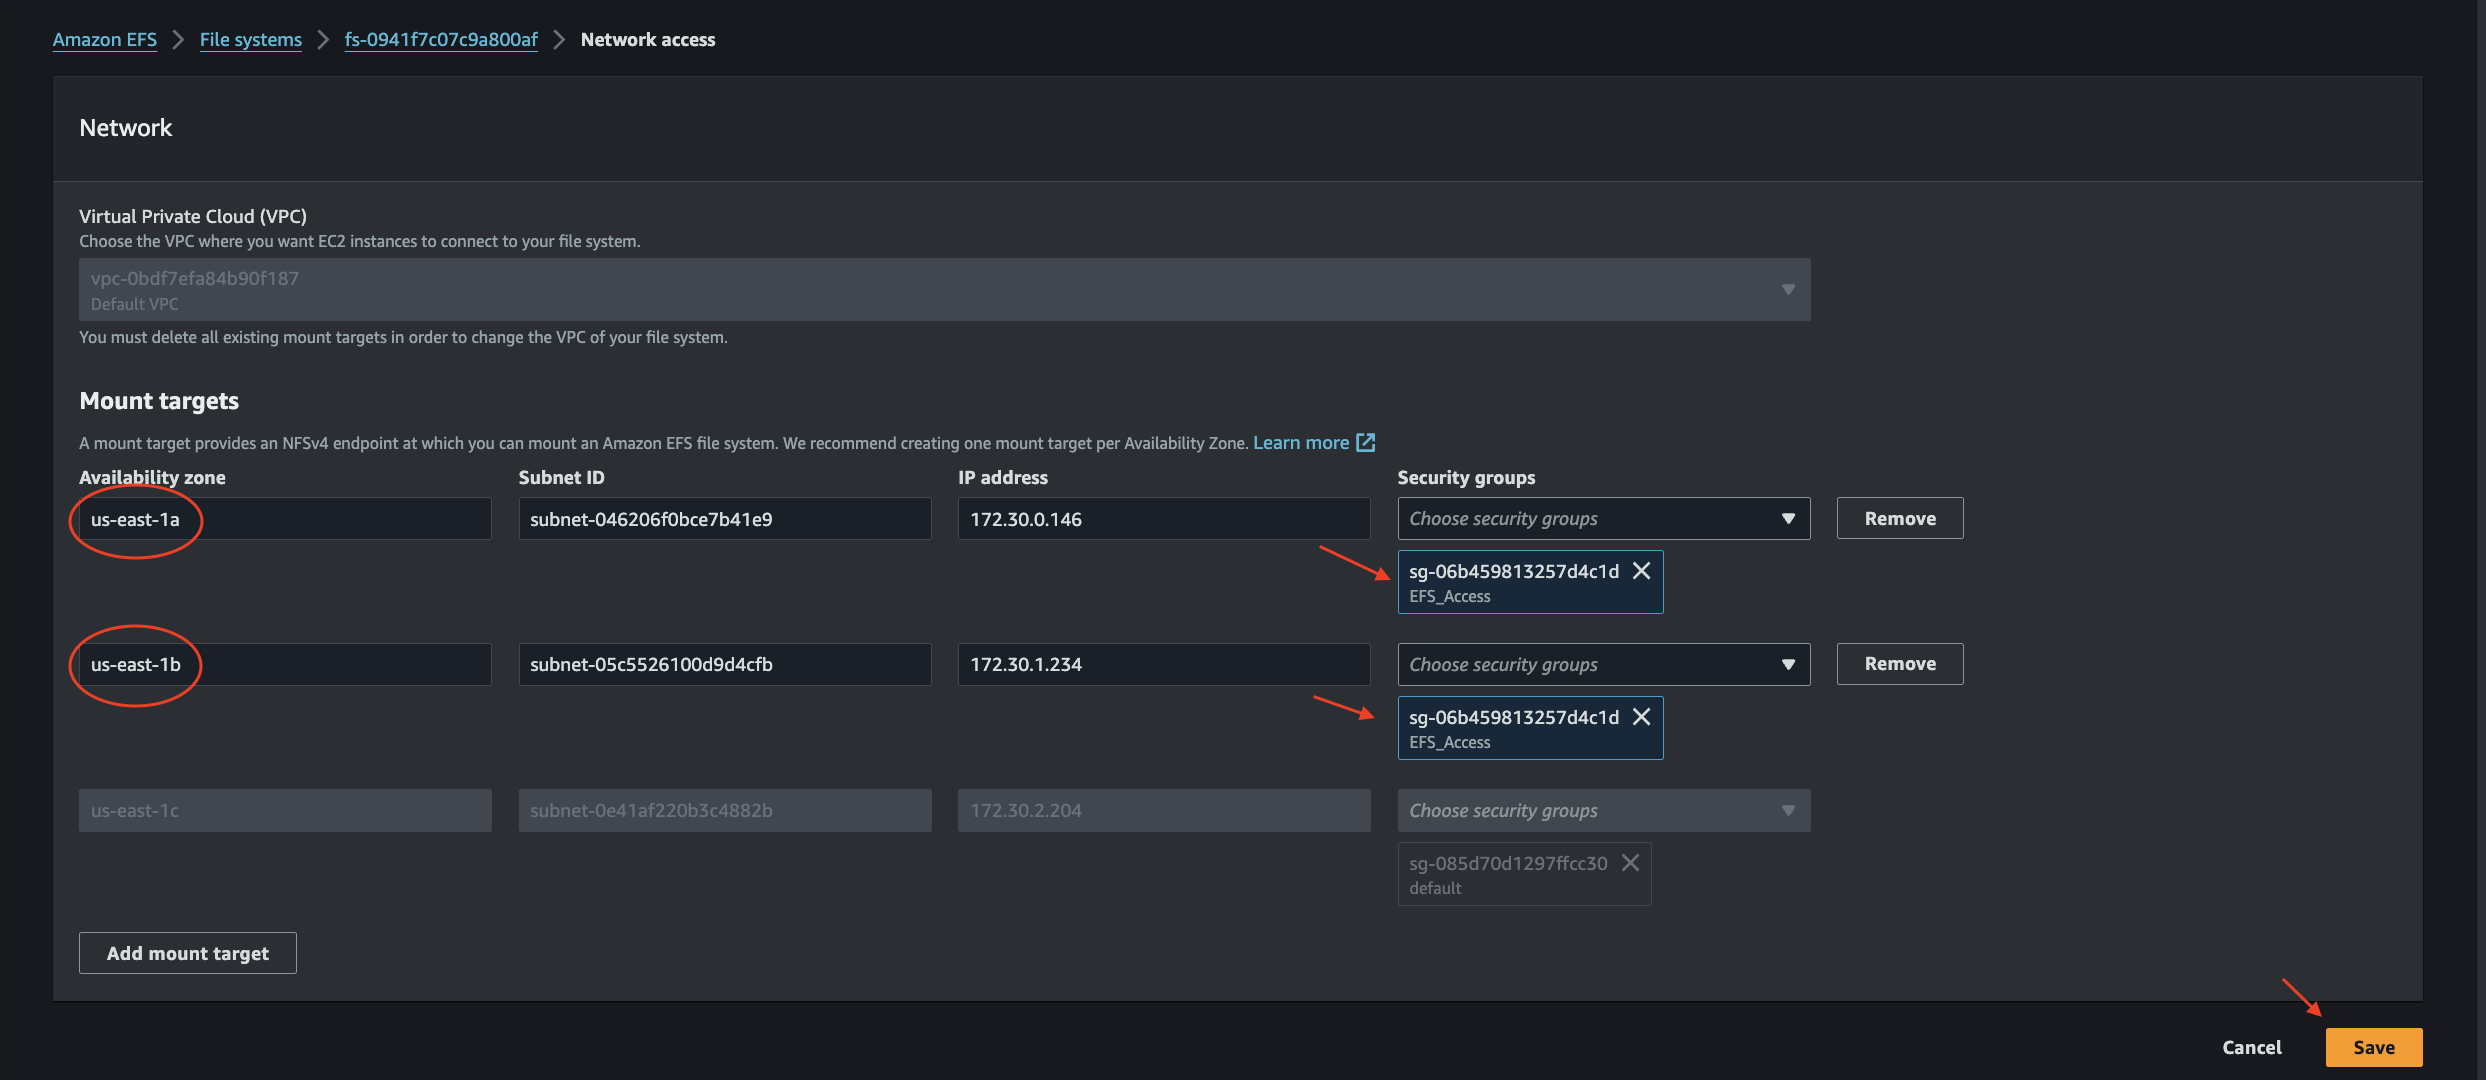 Amazon EFS > File systems > fs-0941f7c07c9a800af > Network access
Network
Virtual Private Cloud (VPC)
Choose the VPC where you want EC2 instances to connect to your file system.
vpc-0bdf7efa84b90f187
Default VPC
You must delete all existing mount targets in order to change the VPC of your file system.
Mount targets
A mount target provides an NFSv4 endpoint at which you can mount an Amazon EFS file system. We recommend creating one mount target per Availability Zone. Learn more
Availability zone Subnet ID IP address Security groups
us-east-1a subnet-046206f0bce7b41e9 172.30.0.146 Choose security groups Remove
sg-06b459813257d4c1d
EFS_Access
us-east-1b subnet-05c5526100d9d4cfb 172.30.1.234 Choose security groups Remove
sg-06b459813257d4c1d
EFS_Access
us-east-1c subnet-0e41af220b3c4882b 172.30.2.204 Choose security groups
sg-085d70d1297ffcc30
default
Add mount target
Cancel Save